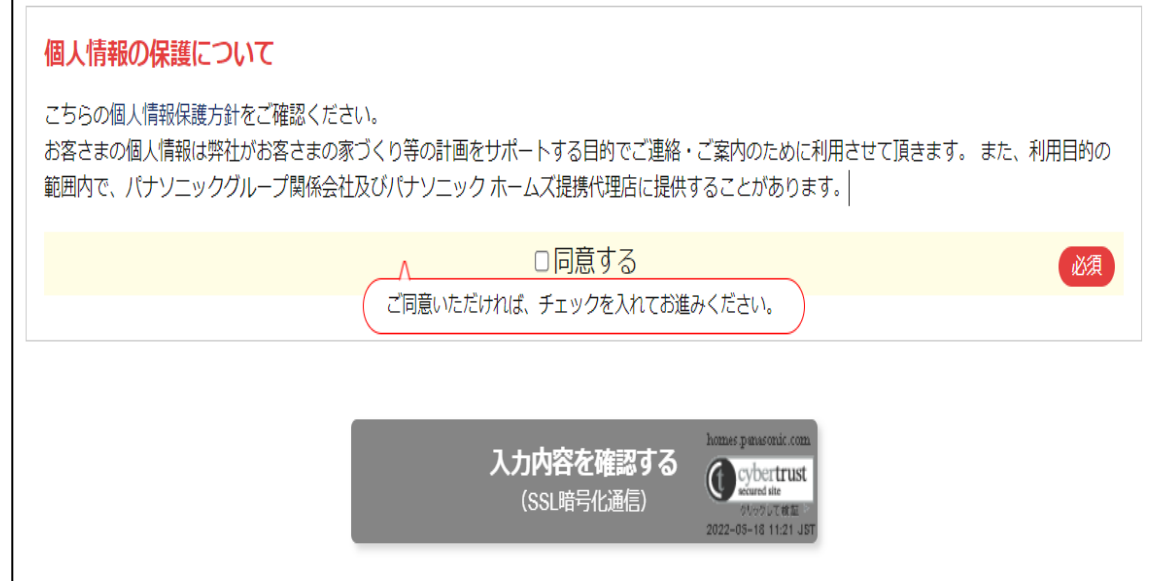 個人情報の保護について
こちらの個人情報保護方針をご確認ください。
お客さまの個人情報は弊社がお客さまの家づくり等の計画をサポートする目的でご連絡・ご案内のために利用させて頂きます。 また、利用目的の
範囲内で、パナソニックグループ関係会社及びパナソニック ホームズ提携代理店に提供することがあります。
同意する
必須
ご同意いただければ、チェックを入れてお進みください。
入力内容を確認する
(SSL暗号化通信)
homes.panasonic.com
cybertrust
secured site
クリックして検証
2022-05-18 11:21 JST